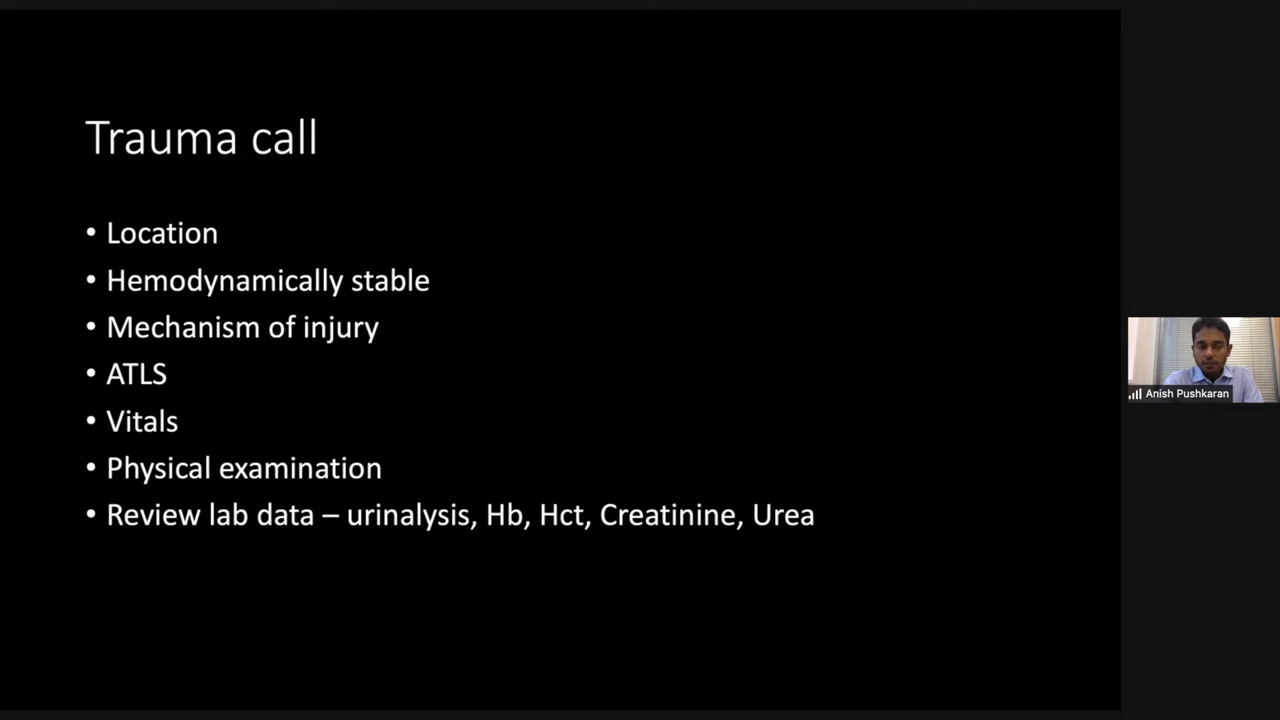 Trauma call
• Location
• Hemodynamically stable
• Mechanism of injury
• ATLS
• Vitals
• Physical examination
• Review lab data – urinalysis, Hb, Hct, Creatinine, Urea
Anish Pushkaran